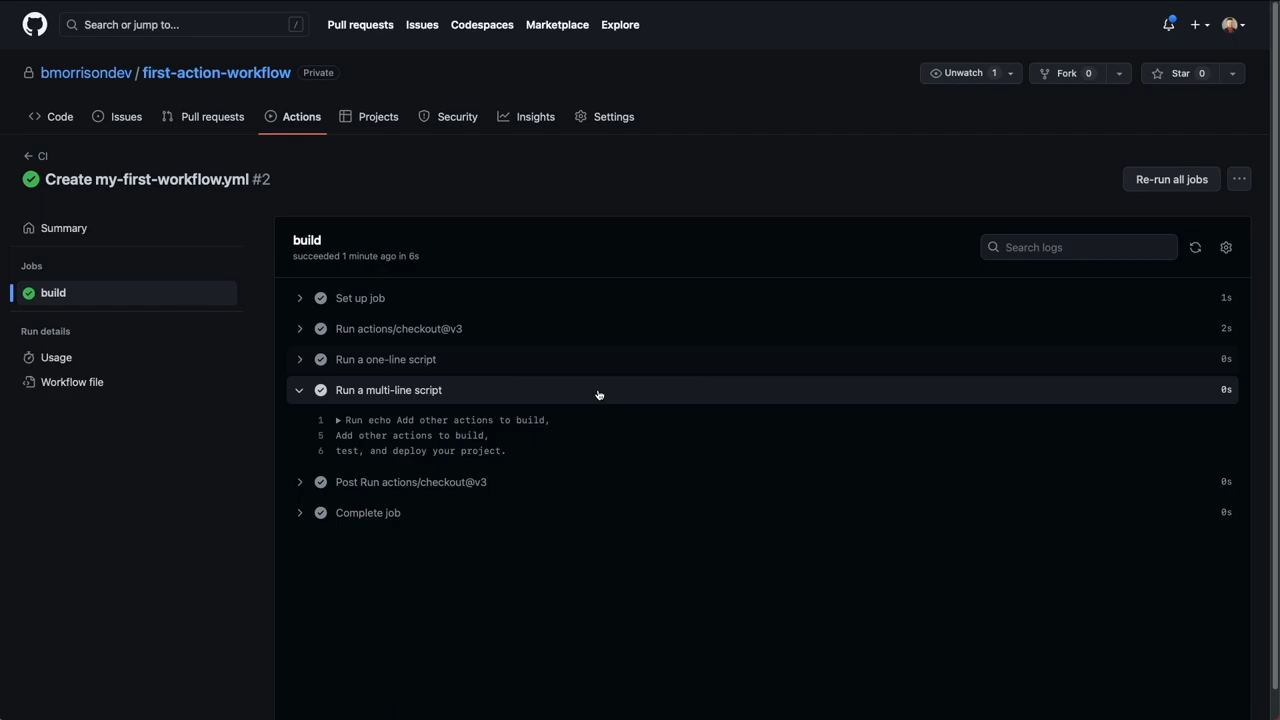 Search or jump to... /
Pull requests Issues Codespaces Marketplace Explore
bmorrisondev / first-action-workflow Private
Unwatch 1 Fork 0 Star 0
Code Issues Pull requests Actions Projects Security Insights Settings
← CI
Create my-first-workflow.yml #2
Re-run all jobs ...
Summary
Jobs
build
Run details
Usage
Workflow file
build
succeeded 1 minute ago in 6s
Search logs
Set up job 1s
Run actions/checkout@v3 2s
Run a one-line script 0s
Run a multi-line script 0s
1 ▶ Run echo Add other actions to build,
5 Add other actions to build,
6 test, and deploy your project.
Post Run actions/checkout@v3 0s
Complete job 0s